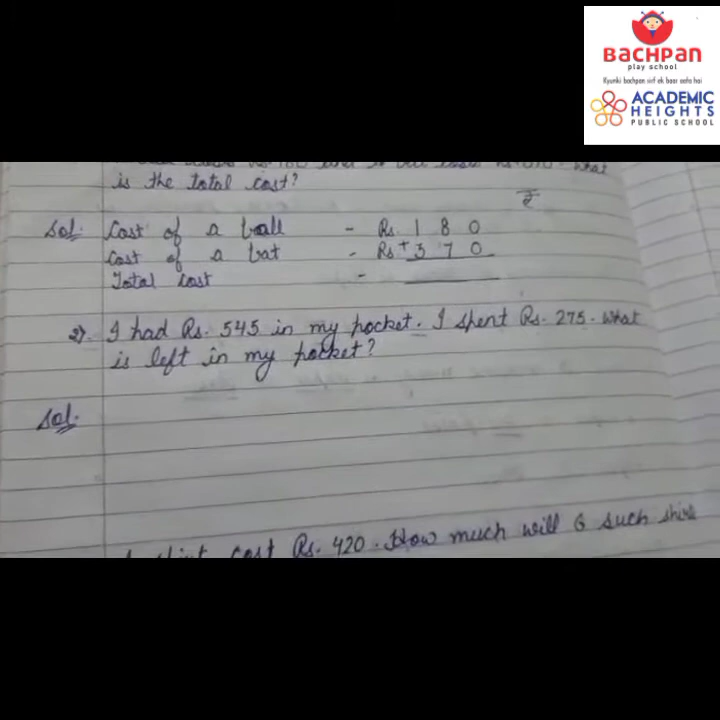 BACHPAN
play school
Kyunki bachpan sirf ek baar aata hai
ACADEMIC
HEIGHTS
PUBLIC SCHOOL
and what
is the total cost?
₹
Sol. Cost of a ball - Rs. 1 8 0
Cost of a bat - Rs + 3 7 0
Total cost -
2) I had Rs. 545 in my pocket. I spent Rs. 275. What
is left in my pocket?
Sol.
cost Rs. 420. How much will 6 such